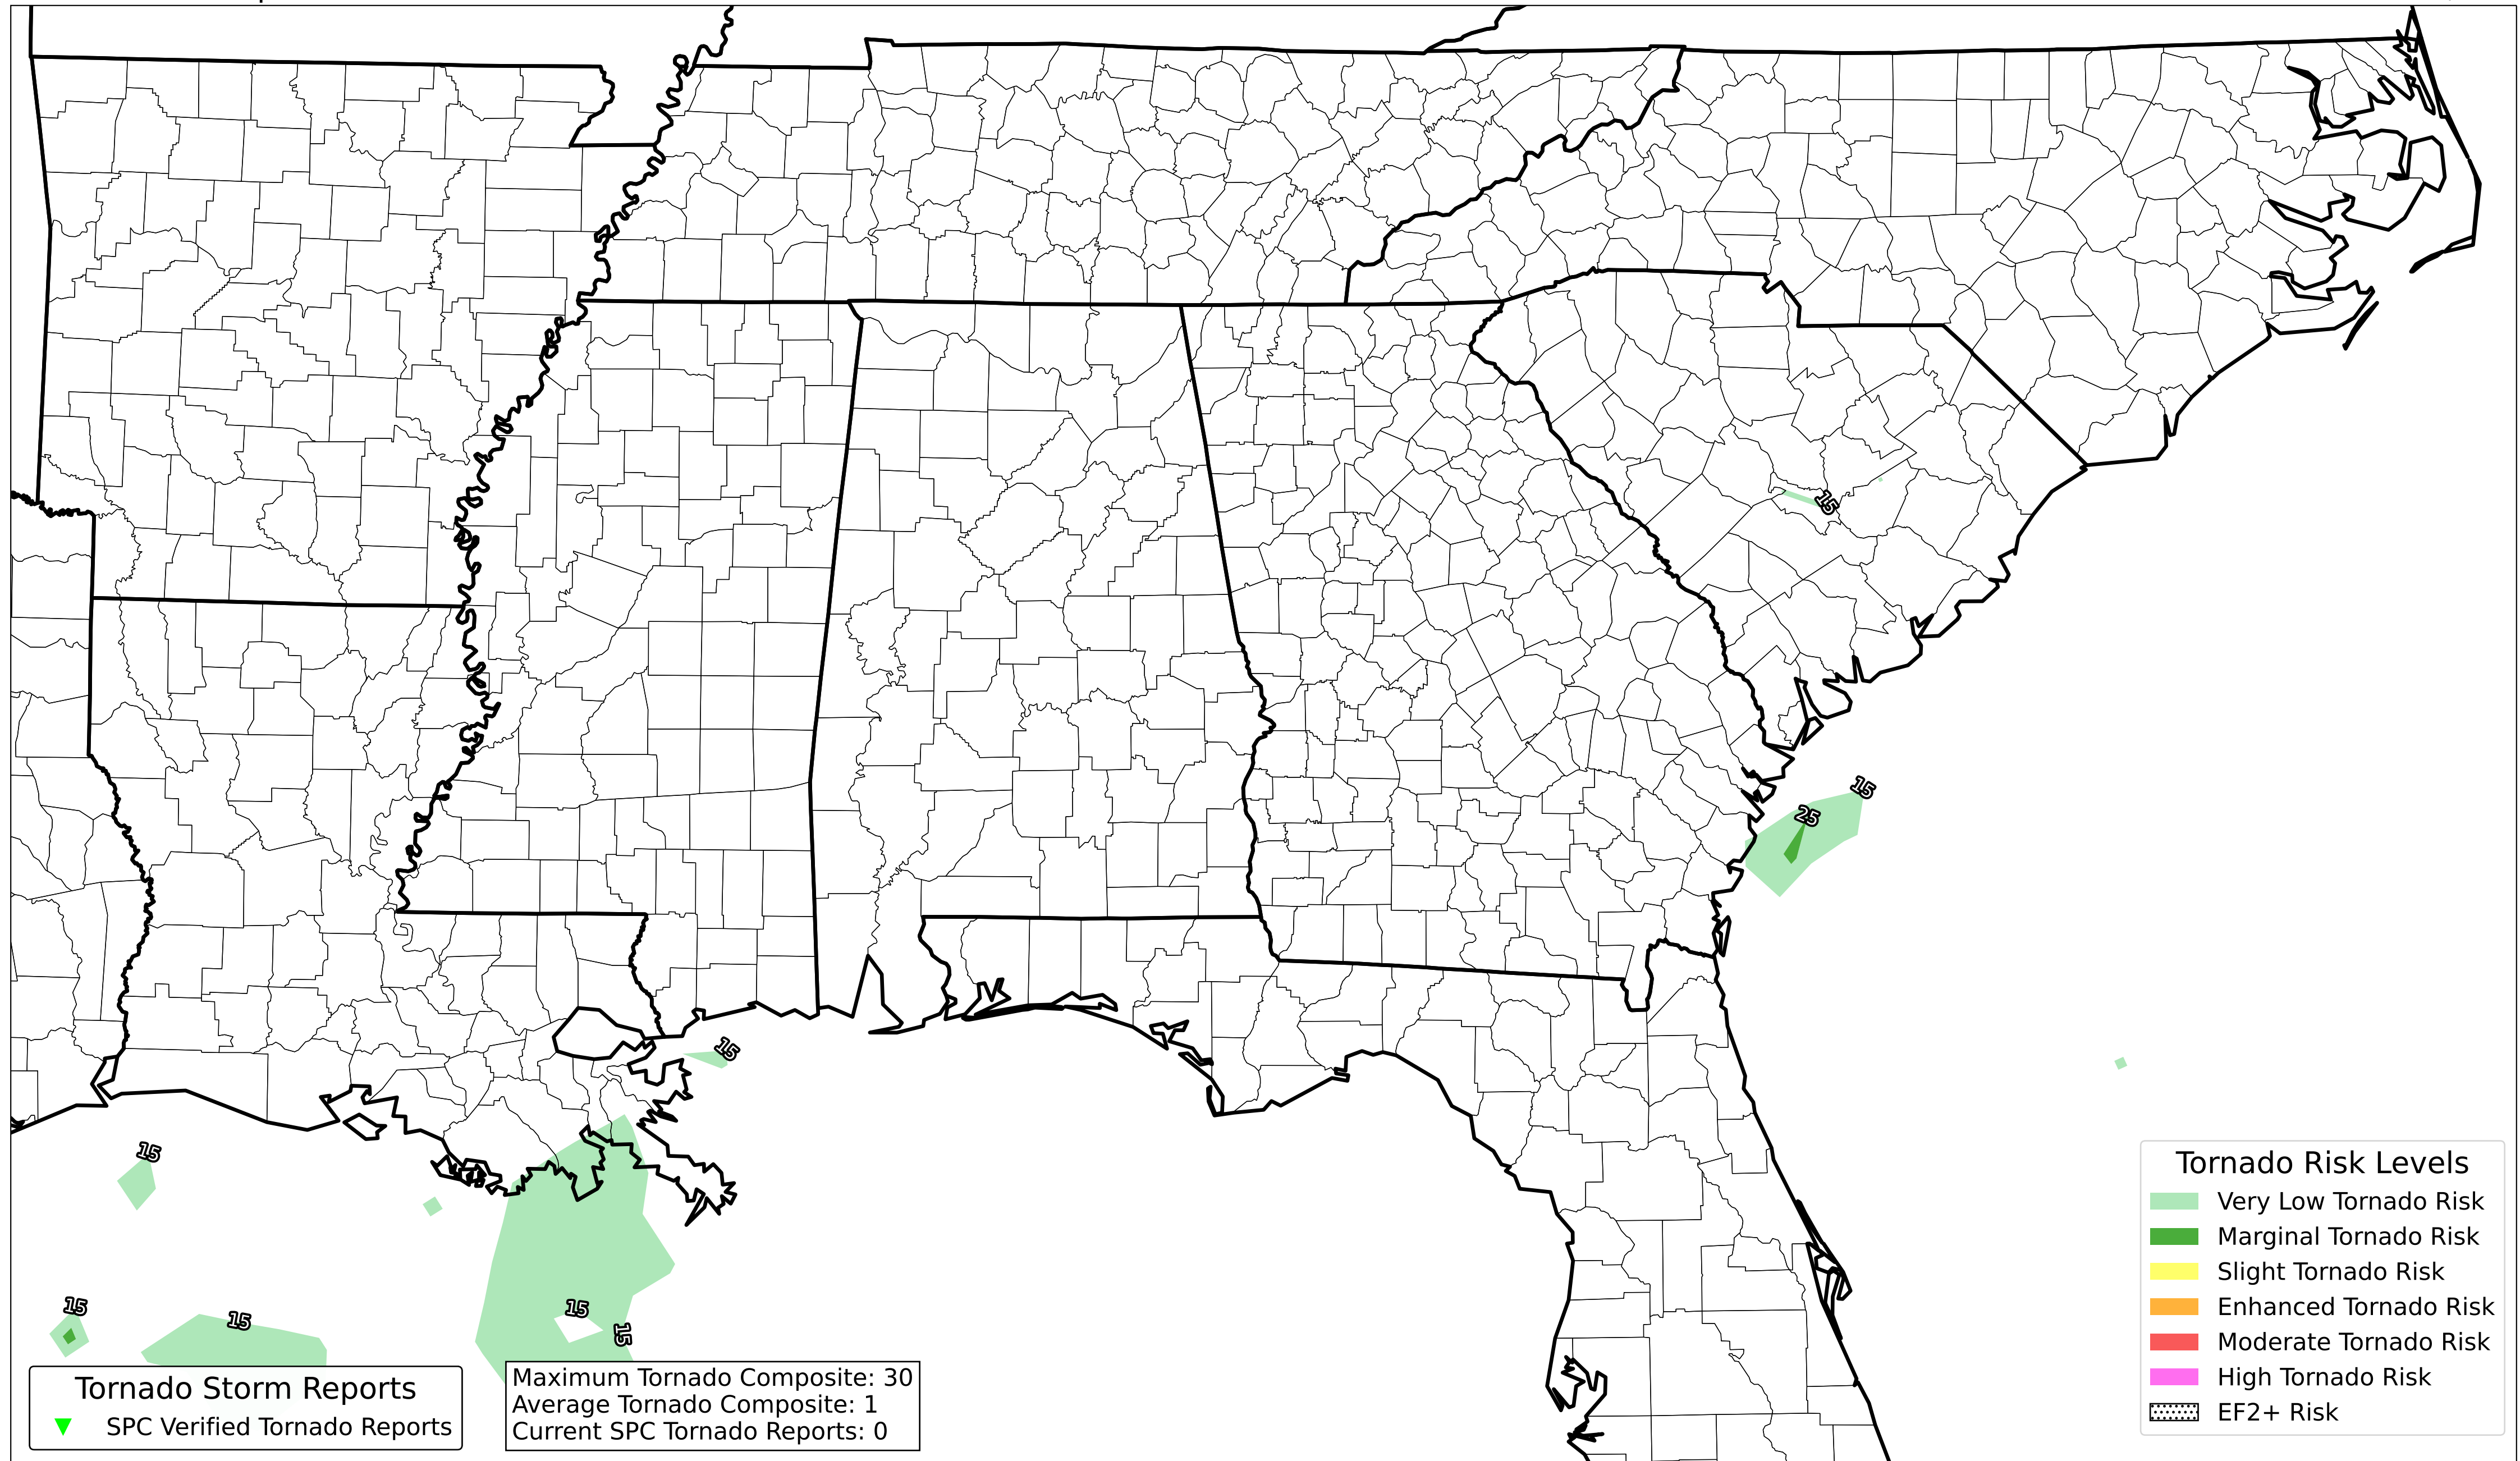 15
15
25
15
15
15
15
15
15
Tornado Storm Reports
SPC Verified Tornado Reports
Maximum Tornado Composite: 30
Average Tornado Composite: 1
Current SPC Tornado Reports: 0
Tornado Risk Levels
Very Low Tornado Risk
Marginal Tornado Risk
Slight Tornado Risk
Enhanced Tornado Risk
Moderate Tornado Risk
High Tornado Risk
EF2+ Risk